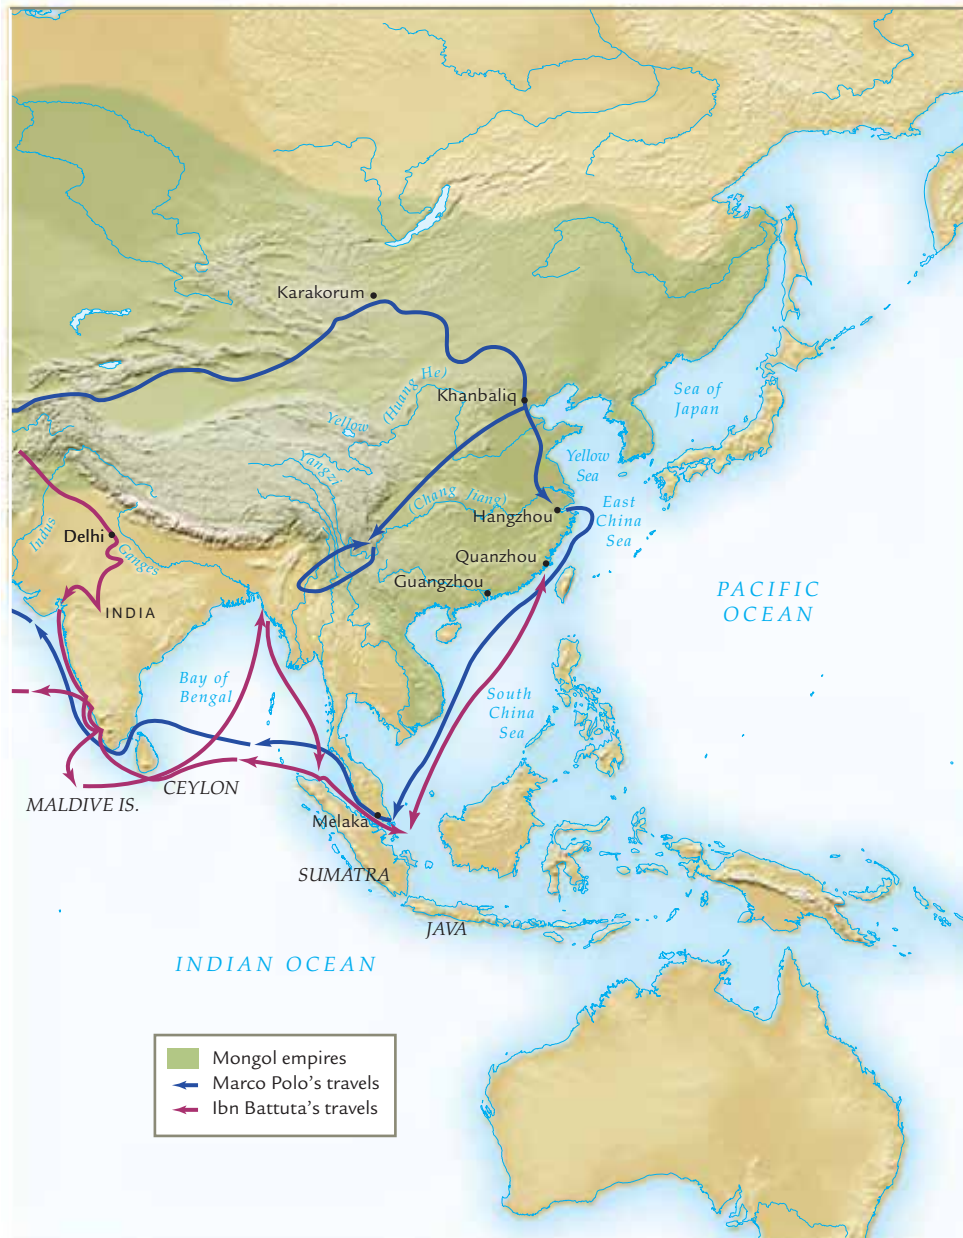 Karakorum
Khanbaliq
(Huang He)
Yellow
Sea of
Japan
Yangzi
Yellow
Sea
(Chang Jiang)
Hangzhou
East
China
Sea
Indus
Delhi
Ganges
Quanzhou
Guangzhou
INDIA
PACIFIC
OCEAN
Bay of
Bengal
South
China
Sea
CEYLON
MALDIVE IS.
Melaka
SUMATRA
JAVA
INDIAN OCEAN
Mongol empires
Marco Polo's travels
Ibn Battuta's travels